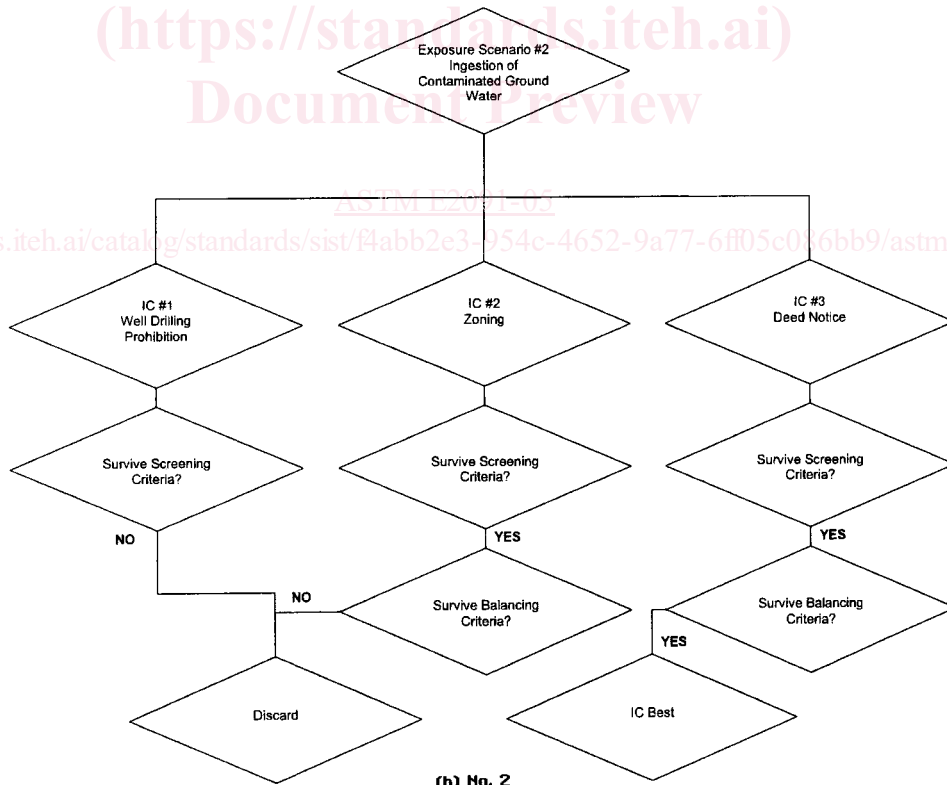 (https://standards.iteh.ai)
Exposure Scenario #2
Ingestion of
Contaminated Ground
Water
Document Preview
ASTM E2091-05
s.iteh.ai/catalog/standards/sist/f4abb2e3-954c-4652-9a77-6ff05c086bb9/astm
IC #1
Well Drilling
Prohibition
IC #2
Zoning
IC #3
Deed Notice
Survive Screening
Criteria?
Survive Screening
Criteria?
Survive Screening
Criteria?
NO
YES
YES
NO
Survive Balancing
Criteria?
Survive Balancing
Criteria?
YES
Discard
IC Best
(b) No. 2